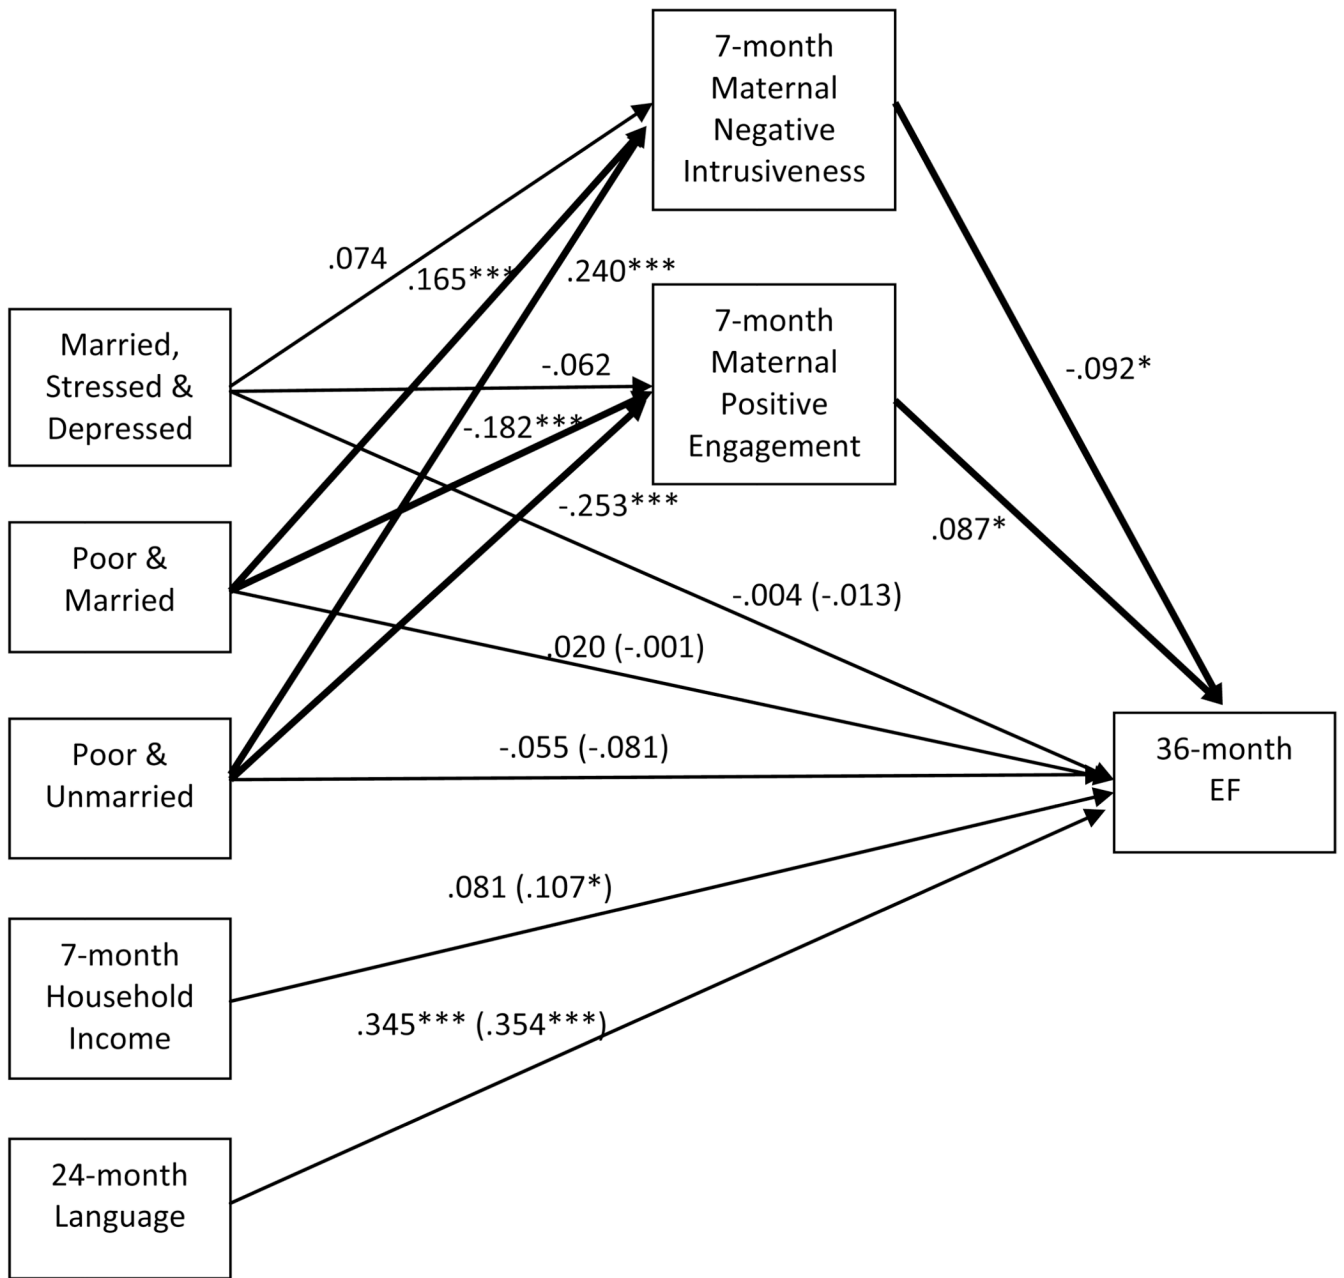 7-month
Maternal
Negative
Intrusiveness
.074
.165***
.240***
7-month
Maternal
Positive
Engagement
Married,
Stressed &
Depressed
-.062
-.092*
-.182***
-.253***
.087*
Poor &
Married
-.004 (-.013)
.020 (-.001)
Poor &
Unmarried
-.055 (-.081)
36-month
EF
.081 (.107*)
7-month
Household
Income
.345*** (.354***)
24-month
Language